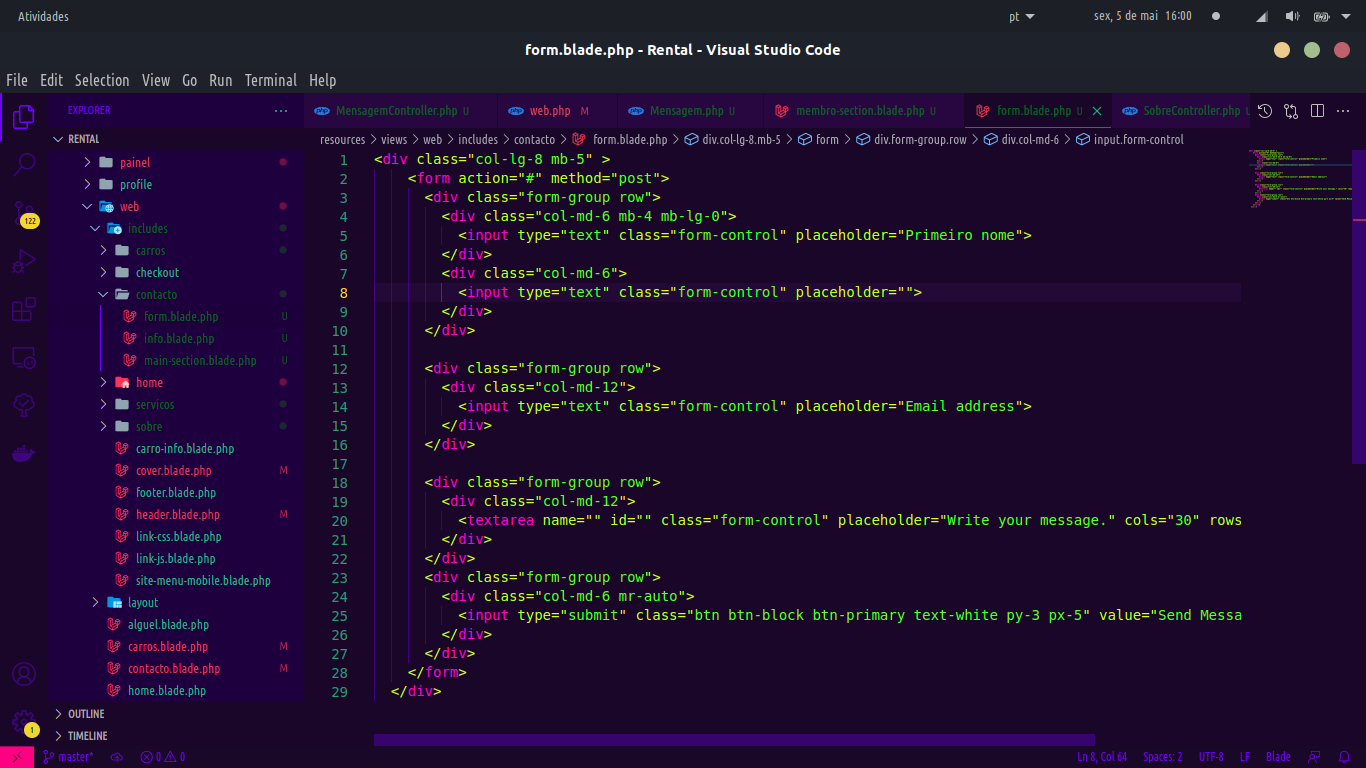 Atividades
pt
sex, 5 de mai 16:00
form.blade.php - Rental - Visual Studio Code
File Edit Selection View Go Run Terminal Help
EXPLORER
MensagemController.php U
web.php M
Mensagem.php U
membro-section.blade.php U
form.blade.php U
SobreController.php U
RENTAL
resources > views > web > includes > contacto > form.blade.php > div.col-lg-8.mb-5 > form > div.form-group.row > div.col-md-6 > input.form-control
painel
profile
web
includes
carros
checkout
contacto
form.blade.php U
info.blade.php U
main-section.blade.php U
home
servicos
sobre
carro-info.blade.php
cover.blade.php M
footer.blade.php
header.blade.php M
link-css.blade.php
link-js.blade.php
site-menu-mobile.blade.php
layout
alguel.blade.php
carros.blade.php M
contacto.blade.php M
home.blade.php
OUTLINE
TIMELINE
122
1
1 <div class="col-lg-8 mb-5" >
2 <form action="#" method="post">
3 <div class="form-group row">
4 <div class="col-md-6 mb-4 mb-lg-0">
5 <input type="text" class="form-control" placeholder="Primeiro nome">
6 </div>
7 <div class="col-md-6">
8 <input type="text" class="form-control" placeholder="">
9 </div>
10 </div>
11
12 <div class="form-group row">
13 <div class="col-md-12">
14 <input type="text" class="form-control" placeholder="Email address">
15 </div>
16 </div>
17
18 <div class="form-group row">
19 <div class="col-md-12">
20 <textarea name="" id="" class="form-control" placeholder="Write your message." cols="30" rows
21 </div>
22 </div>
23 <div class="form-group row">
24 <div class="col-md-6 mr-auto">
25 <input type="submit" class="btn btn-block btn-primary text-white py-3 px-5" value="Send Messa
26 </div>
27 </div>
28 </form>
29 </div>
master* 0 0
Ln 8, Col 64 Spaces: 2 UTF-8 LF Blade